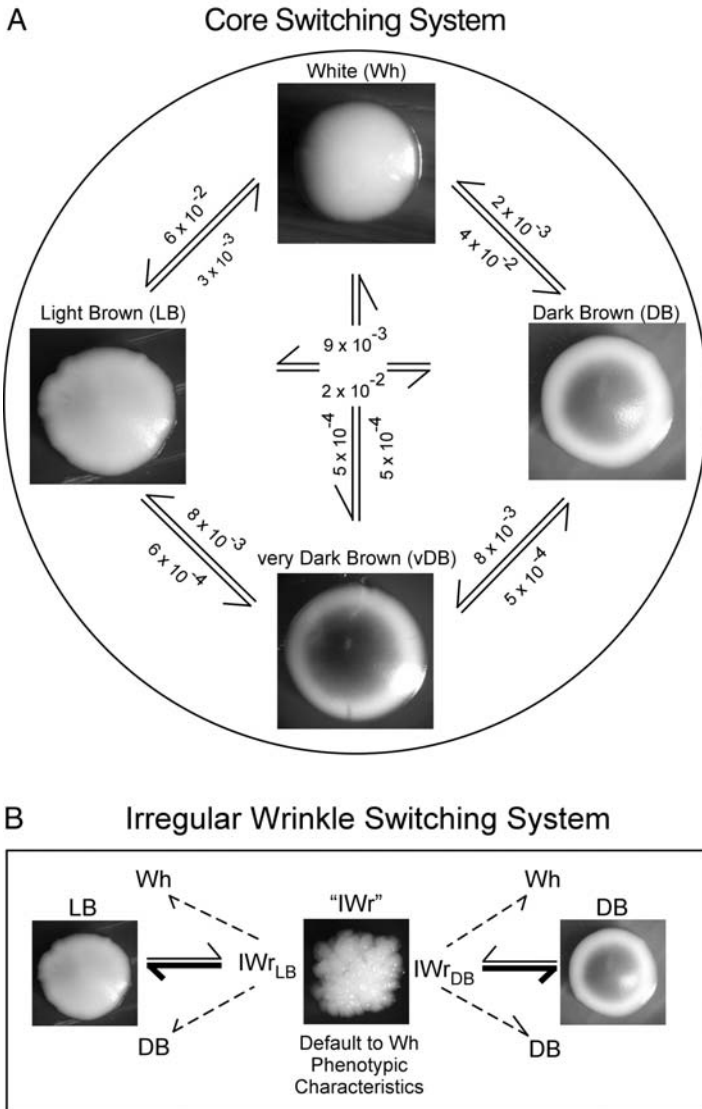 A
Core Switching System
White (Wh)
6 x 10-2
3 x 10-3
2 x 10-3
4 x 10-2
Light Brown (LB)
Dark Brown (DB)
9 x 10-3
2 x 10-2
5 x 10-4
5 x 10-4
8 x 10-3
6 x 10-4
very Dark Brown (vDB)
8 x 10-3
5 x 10-4
B
Irregular Wrinkle Switching System
Wh
LB
IWrLB
DB
“IWr”
Default to Wh
Phenotypic
Characteristics
Wh
IWrDB
DB
DB